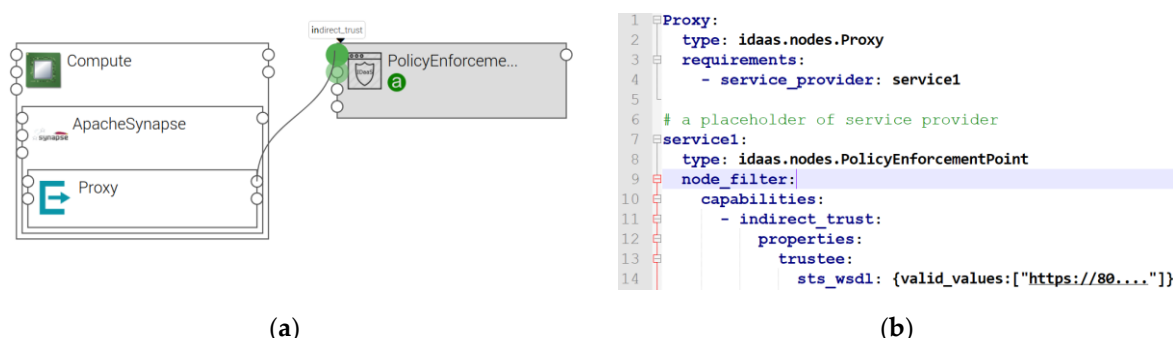 indirect_trust
Compute
PolicyEnforceme...
IDaaS
a
ApacheSynapse
synapse
Proxy
1 Proxy:
2 type: idaas.nodes.Proxy
3 requirements:
4 - service_provider: service1
5
6 # a placeholder of service provider
7 service1:
8 type: idaas.nodes.PolicyEnforcementPoint
9 node_filter:
10 capabilities:
11 - indirect_trust:
12 properties:
13 trustee:
14 sts_wsdl: {valid_values:["https://80...."]}
(a)
(b)